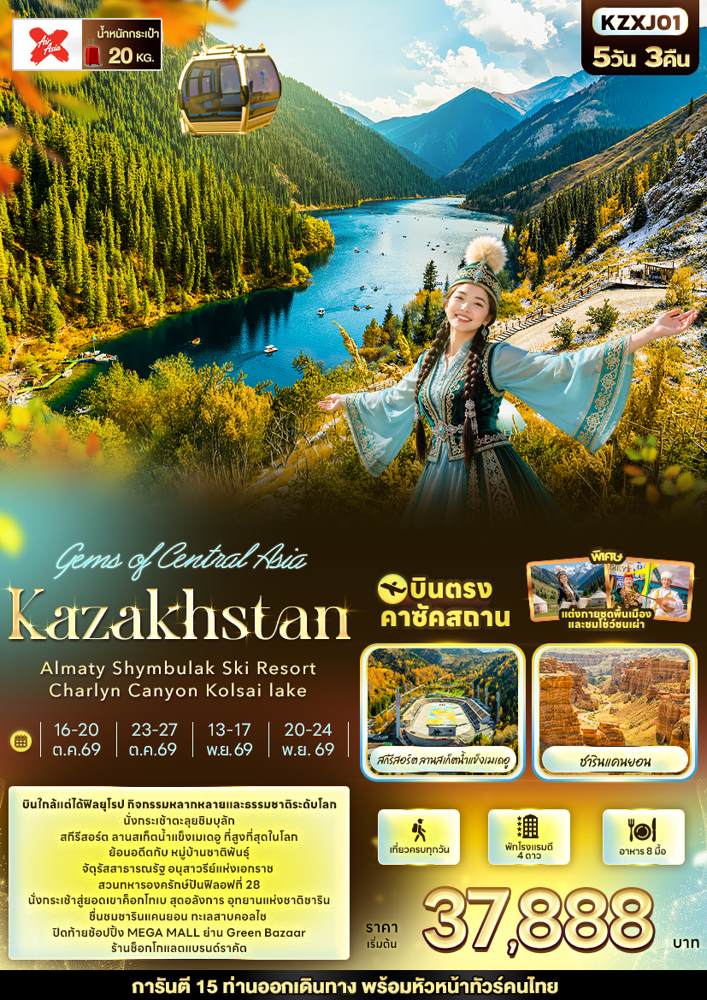 Air
Asia
น้ำหนักกระเป๋า
20 KG.
KZXJ01
5วัน 3คืน
Gems of Central Asia
Kazakhstan
Almaty Shymbulak Ski Resort
Charlyn Canyon Kolsai lake
16-20
ต.ค.69
23-27
ต.ค.69
13-17
พ.ย.69
20-24
พ.ย. 69
บินตรง
คาซัคสถาน
พิเศษ
แต่งกายชุดพื้นเมือง
และชมโชว์ชนเผ่า
สกีรีสอร์ต ลานสเก็ตน้ำแข็งเมเดอู
ชารินแคนยอน
บินใกล้แต่ได้ฟิลยุโรป กิจกรรมหลากหลายและธรรมชาติระดับโลก
นั่งกระเช้าตะลุยชิมบูลัก
สกีรีสอร์ต ลานสเก็ตน้ำแข็งเมเดอู ที่สูงที่สุดในโลก
ย้อนอดีตกับ หมู่บ้านชาติพันธุ์
จัตุรัสสาธารณรัฐ อนุสาวรีย์แห่งเอกราช
สวนทหารองครักษ์ปันฟิลอฟที่ 28
นั่งกระเช้าสู่ยอดเขาค็อกโทเบ สุดอลังการ อุทยานแห่งชาติชาริน
ชื่นชมชารินแคนยอน ทะเลสาบคอลไซ
ปิดท้ายช้อปปิ้ง MEGA MALL ย่าน Green Bazaar
ร้านช็อกโกแลตแบรนด์ราคัต
เที่ยวครบทุกวัน
พักโรงแรมดี
4 ดาว
อาหาร 8 มื้อ
ราคา
เริ่มต้น
37,888
บาท
การันตี 15 ท่านออกเดินทาง พร้อมหัวหน้าทัวร์คนไทย